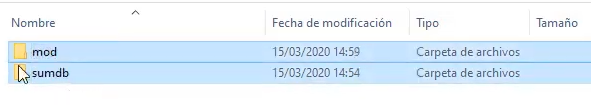 Nombre Fecha de modificación Tipo Tamaño
mod 15/03/2020 14:59 Carpeta de archivos
sumdb 15/03/2020 14:54 Carpeta de archivos